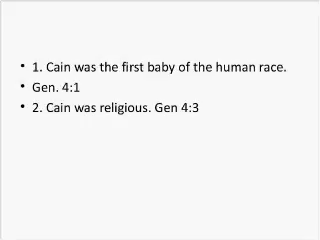 • 1. Cain was the first baby of the human race.
• Gen. 4:1
• 2. Cain was religious. Gen 4:3